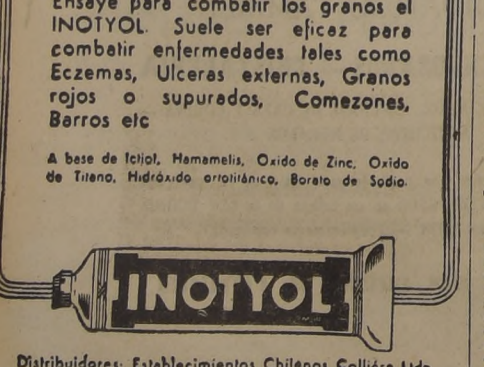 Ensaye para combatir los granos el
INOTYOL. Suele ser eficaz para
combatir enfermedades tales como
Eczemas, Ulceras externas, Granos
rojos o supurados, Comezones,
Barros etc
A base de Ictiol, Hamamelis, Oxido de Zinc, Oxido
de Titano, Hidróxido ortotitánico, Borato de Sodio.
INOTYOL
Distribuidores: Establecimientos Chilenos Colliére Ltda.